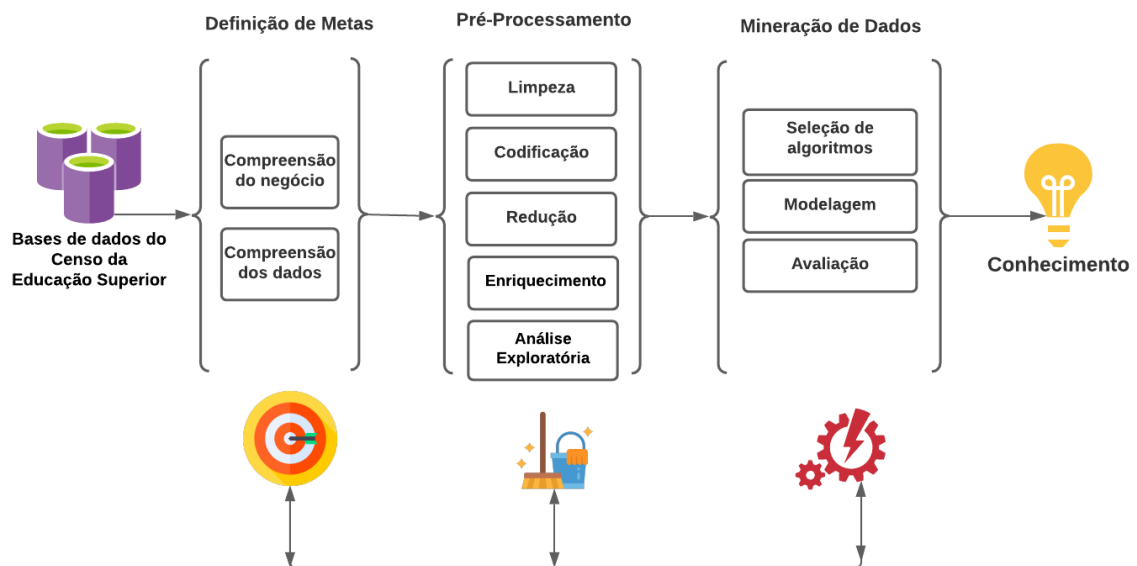 Definição de Metas
Pré-Processamento
Mineração de Dados
Bases de dados do
Censo da
Educação Superior
Compreensão
do negócio
Compreensão
dos dados
Limpeza
Codificação
Redução
Enriquecimento
Análise
Exploratória
Seleção de
algoritmos
Modelagem
Avaliação
Conhecimento